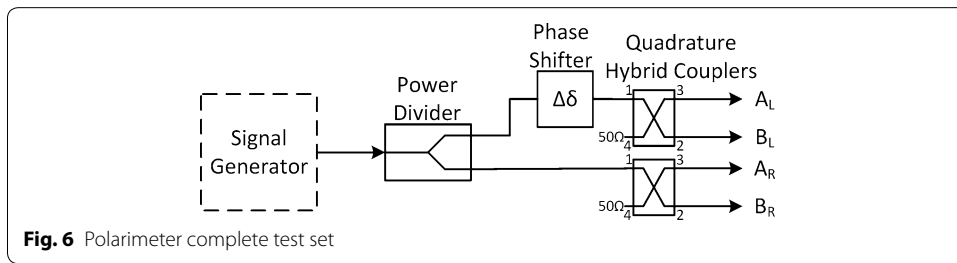 Phase
Shifter
Quadrature
Hybrid Couplers
Power
Divider
Signal
Generator
Δδ
1
3
50Ω
4
2
A_L
B_L
1
3
50Ω
4
2
A_R
B_R
Fig. 6 Polarimeter complete test set